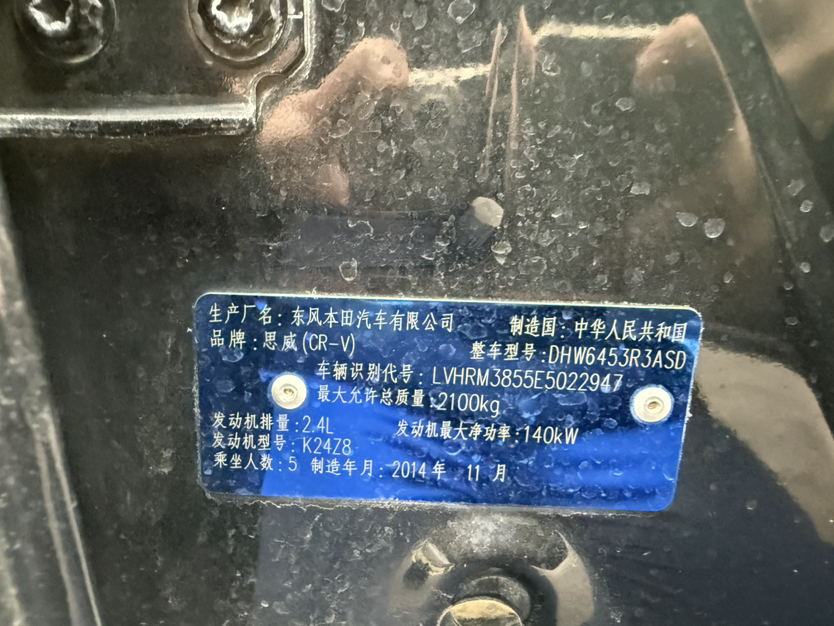 生产厂名：东风本田汽车有限公司 制造国：中华人民共和国
品牌：思威(CR-V) 整车型号：DHW6453R3ASD
车辆识别代号：LVHRM3855E5022947
最大允许总质量：2100kg
发动机排量：2.4L 发动机最大净功率：140kW
发动机型号：K24Z8
乘坐人数：5 制造年月：2014年 11月